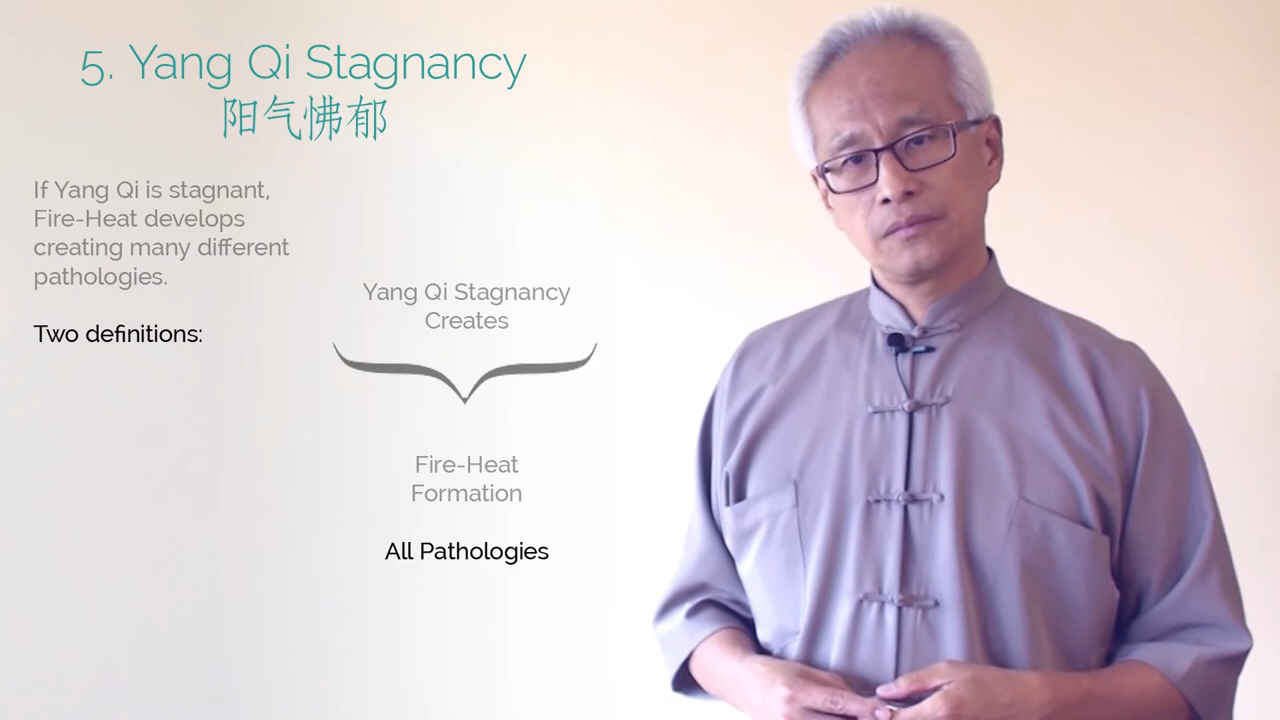 5. Yang Qi Stagnancy
阳气怫郁
If Yang Qi is stagnant,
Fire-Heat develops
creating many different
pathologies.
Two definitions:
Yang Qi Stagnancy
Creates
Fire-Heat
Formation
All Pathologies